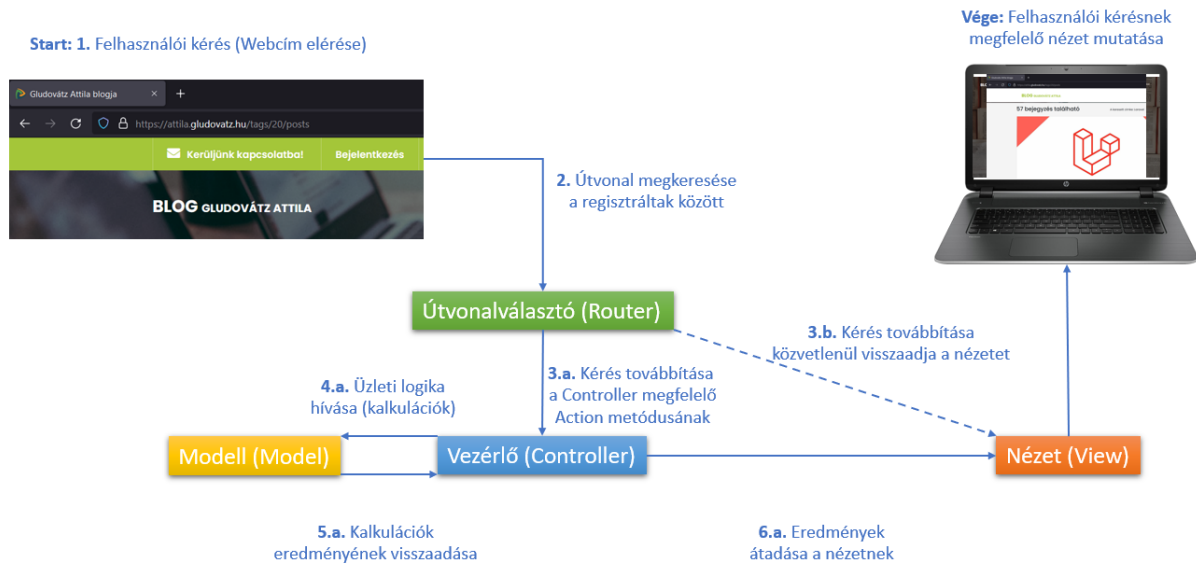 Start: 1. Felhasználói kérés (Webcím elérése)
Vége: Felhasználói kérésnek
megfelelő nézet mutatása
Gludovátz Attila blogja
https://attila.gludovatz.hu/tags/20/posts
Kerüljünk kapcsolatba! Bejelentkezés
BLOG GLUDOVÁTZ ATTILA
BLOG GLUDOVÁTZ ATTILA
57 bejegyzés található
2. Útvonal megkeresése
a regisztráltak között
Útvonalválasztó (Router)
3.b. Kérés továbbítása
közvetlenül visszaadja a nézetet
3.a. Kérés továbbítása
a Controller megfelelő
Action metódusának
4.a. Üzleti logika
hívása (kalkulációk)
Modell (Model)
Vezérlő (Controller)
Nézet (View)
5.a. Kalkulációk
eredményének visszaadása
6.a. Eredmények
átadása a nézetnek